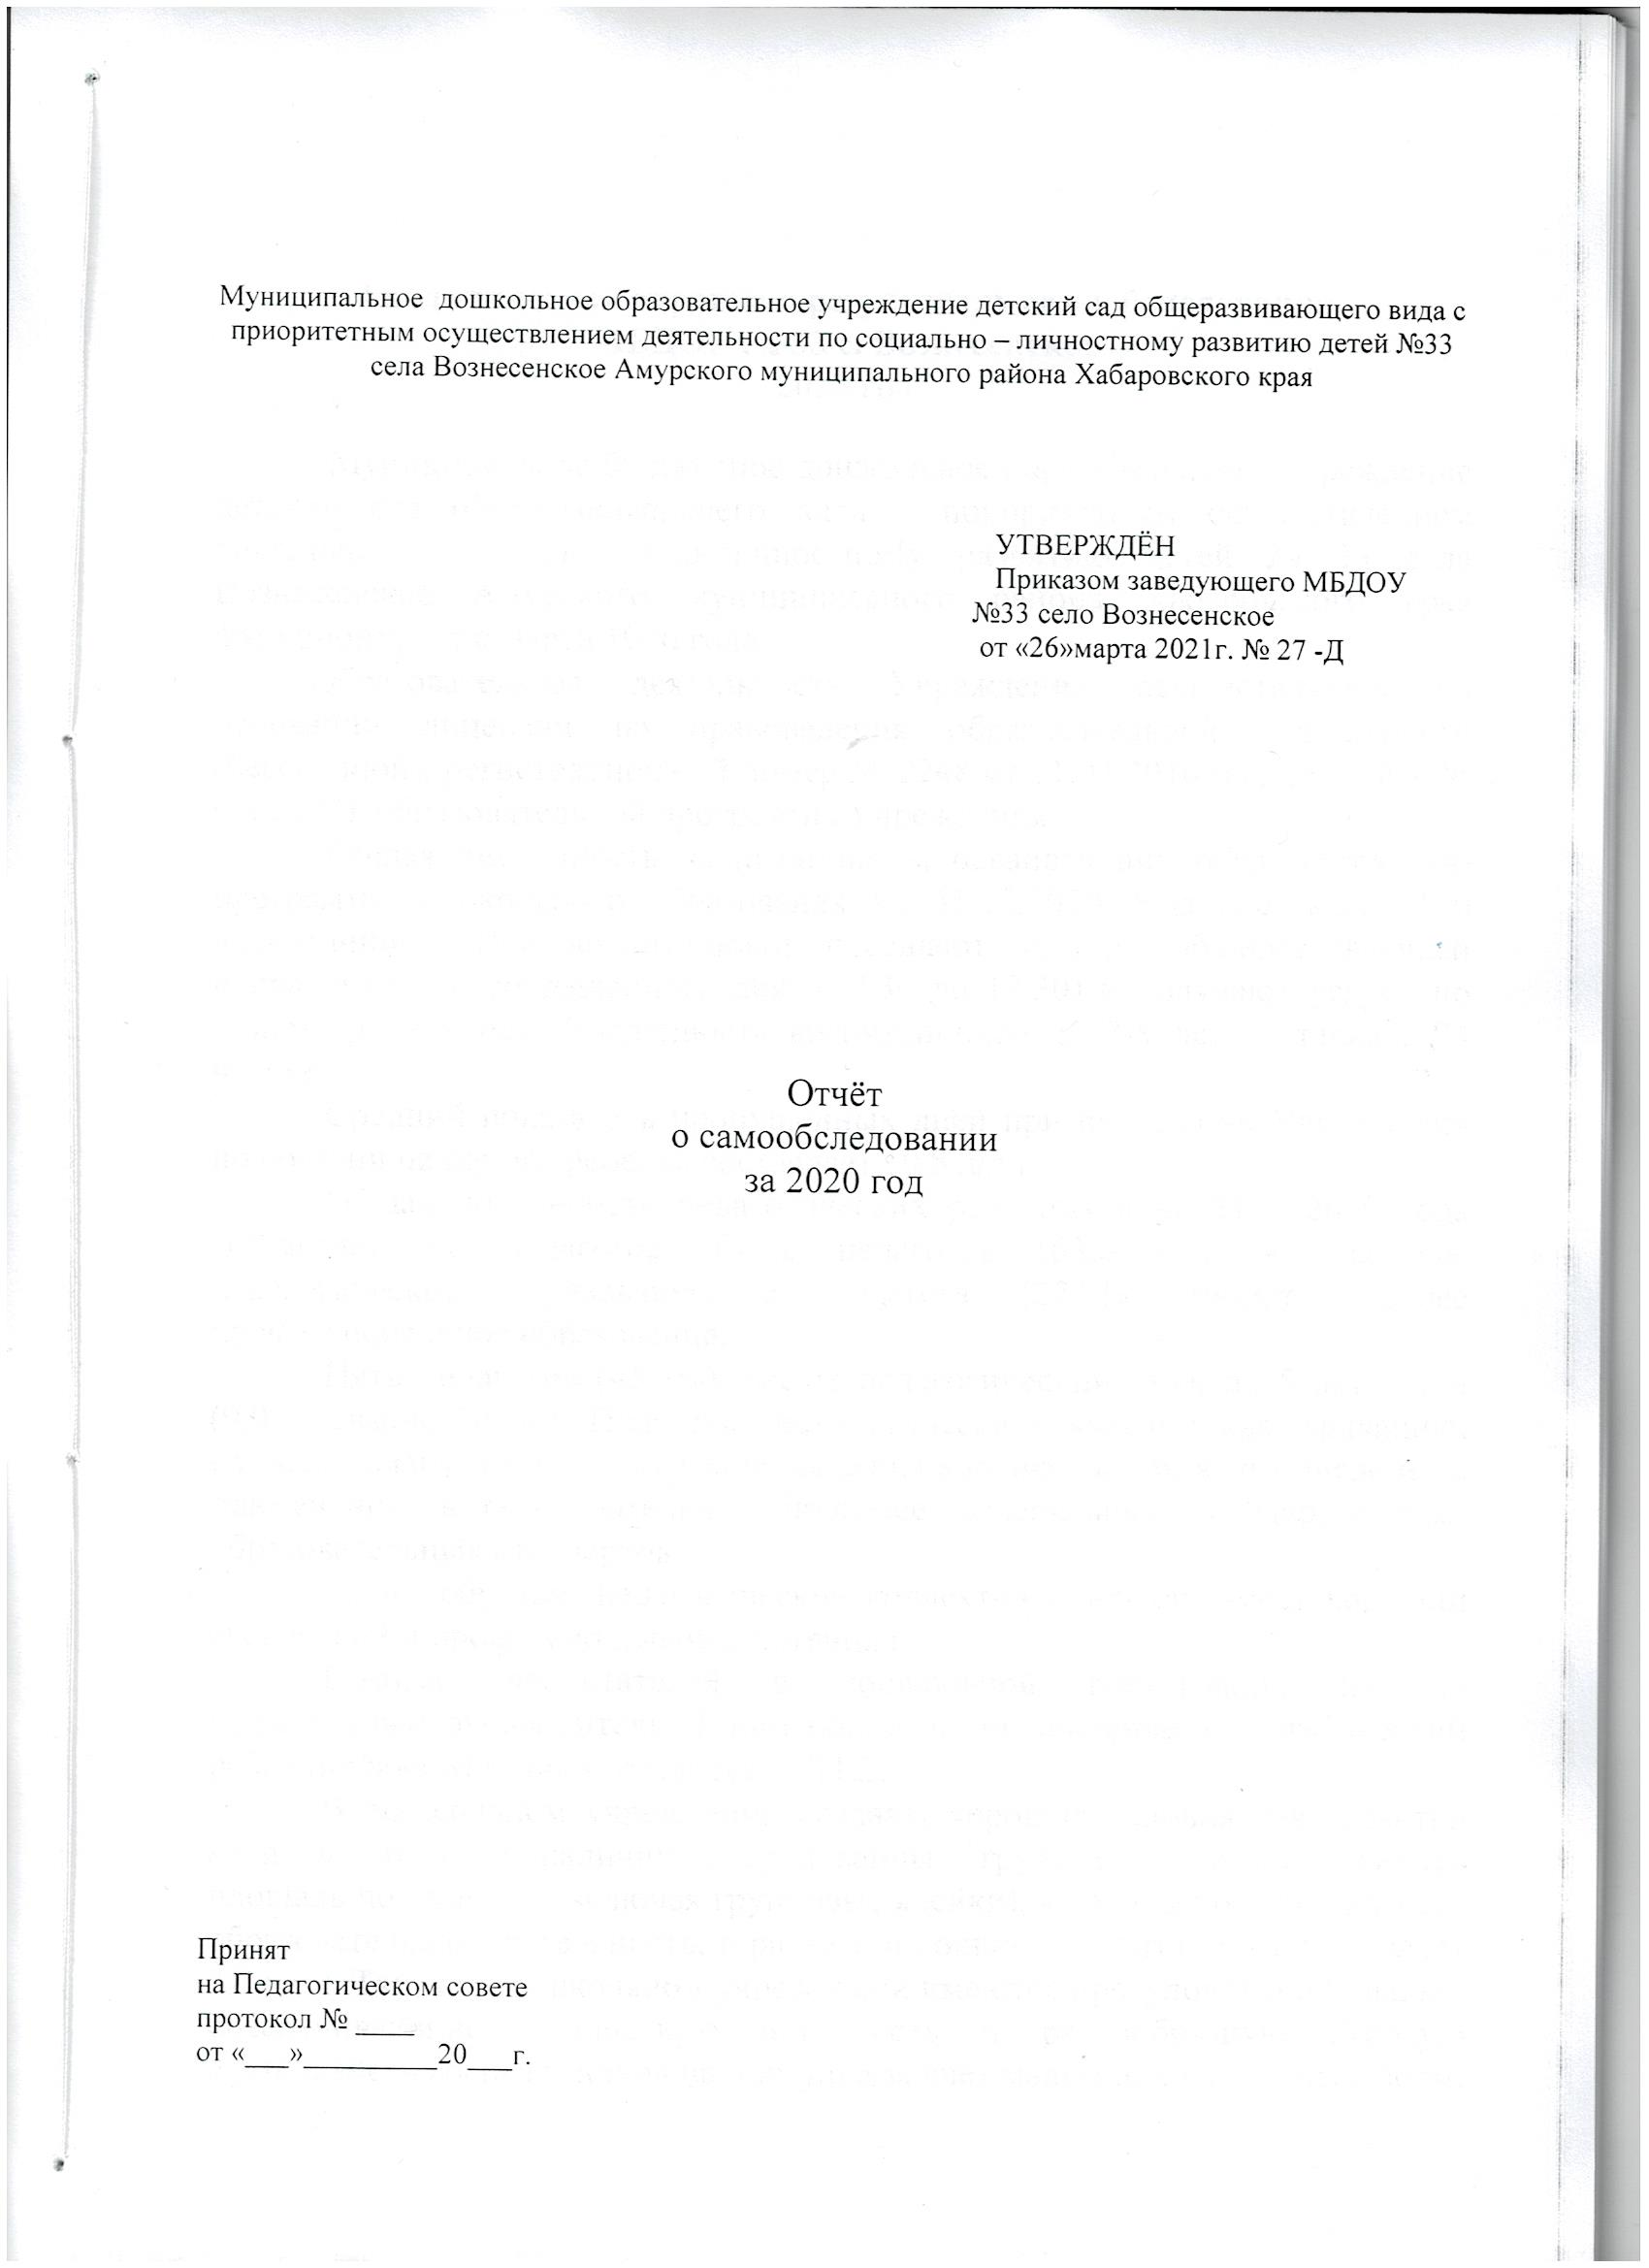 Муниципальное  дошкольное образовательное учреждение детский сад общеразвивающего вида с
приоритетным осуществлением деятельности по социально – личностному развитию детей №33
села Вознесенское Амурского муниципального района Хабаровского края
УТВЕРЖДЁН
Приказом заведующего МБДОУ
№33 село Вознесенское
от «26»марта 2021г. № 27 -Д
Отчёт
о самообследовании
за 2020 год
Принят
на Педагогическом совете
протокол № ____
от «___»_________20___г.